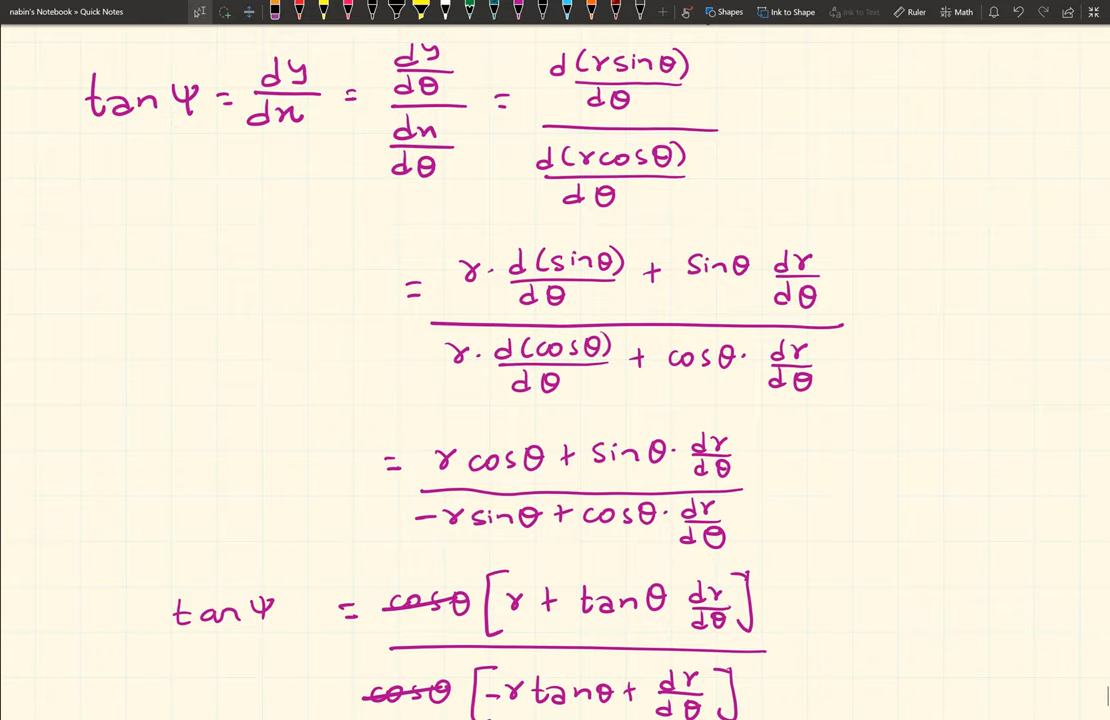 nabin's Notebook » Quick Notes Shapes Ink to Shape Ink to Text Ruler Math
tan ψ = dy/dx = (dy/dθ)/(dx/dθ) = (d(r sinθ)/dθ)/(d(r cosθ)/dθ)
= (r · d(sinθ)/dθ + sinθ dr/dθ)/(r · d(cosθ)/dθ + cosθ · dr/dθ)
= (r cosθ + sinθ · dr/dθ)/(-r sinθ + cosθ · dr/dθ)
tan ψ = cosθ [r + tanθ dr/dθ]/cosθ [-r tanθ + dr/dθ]